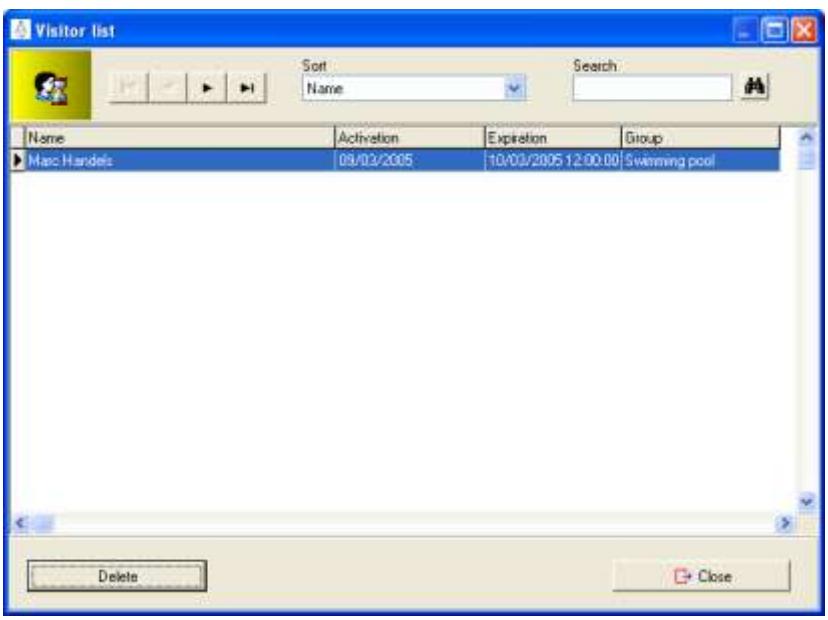 Visitor list
Sort
Search
Name
Name Activation Expiration Group
Marc Handels 09/03/2005 10/03/2005 12:00:00 Swimming pool
Delete
Close